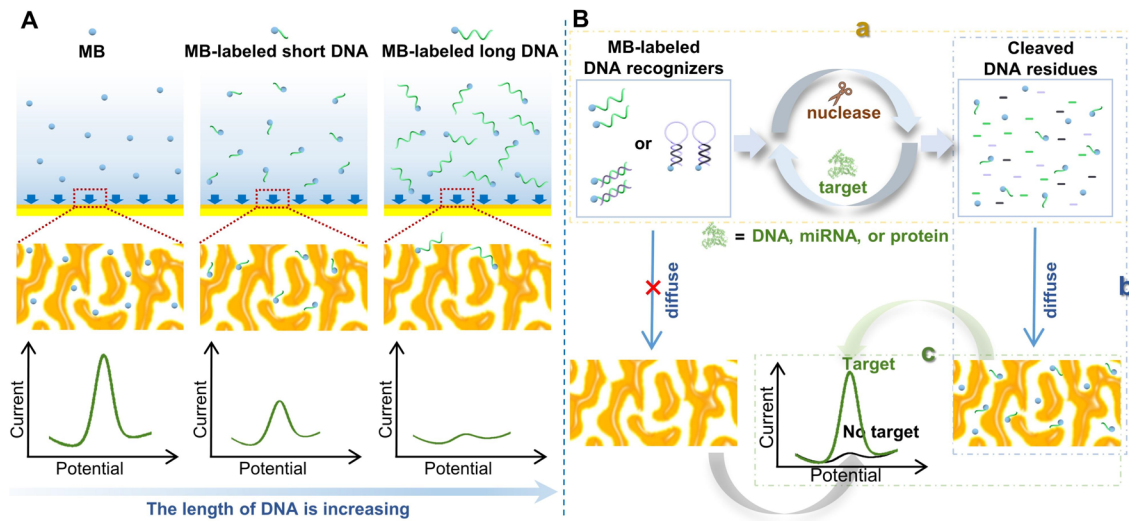 A
MB
MB-labeled short DNA
MB-labeled long DNA
Current
Potential
Current
Potential
Current
Potential
The length of DNA is increasing
B
a
MB-labeled
DNA recognizers
or
nuclease
target
Cleaved
DNA residues
= DNA, miRNA, or protein
diffuse
diffuse
b
c
Target
No target
Current
Potential